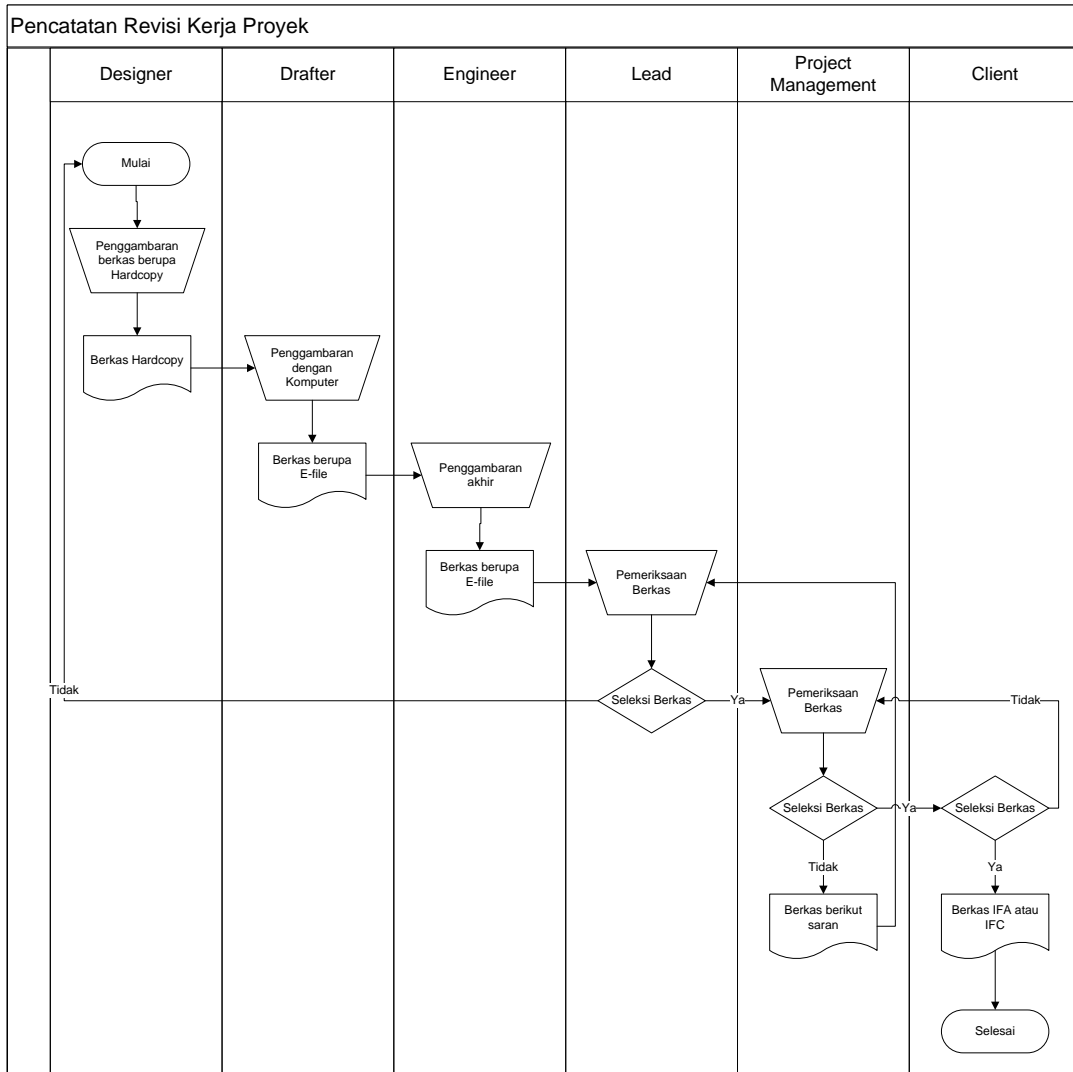 Pencatatan Revisi Kerja Proyek
Designer
Drafter
Engineer
Lead
Project
Management
Client
Mulai
Penggambaran
berkas berupa
Hardcopy
Berkas Hardcopy
Penggambaran
dengan
Komputer
Berkas berupa
E-file
Penggambaran
akhir
Berkas berupa
E-file
Pemeriksaan
Berkas
Tidak
Seleksi Berkas
Ya
Pemeriksaan
Berkas
Tidak
Seleksi Berkas
Ya
Seleksi Berkas
Tidak
Ya
Berkas berikut
saran
Berkas IFA atau
IFC
Selesai